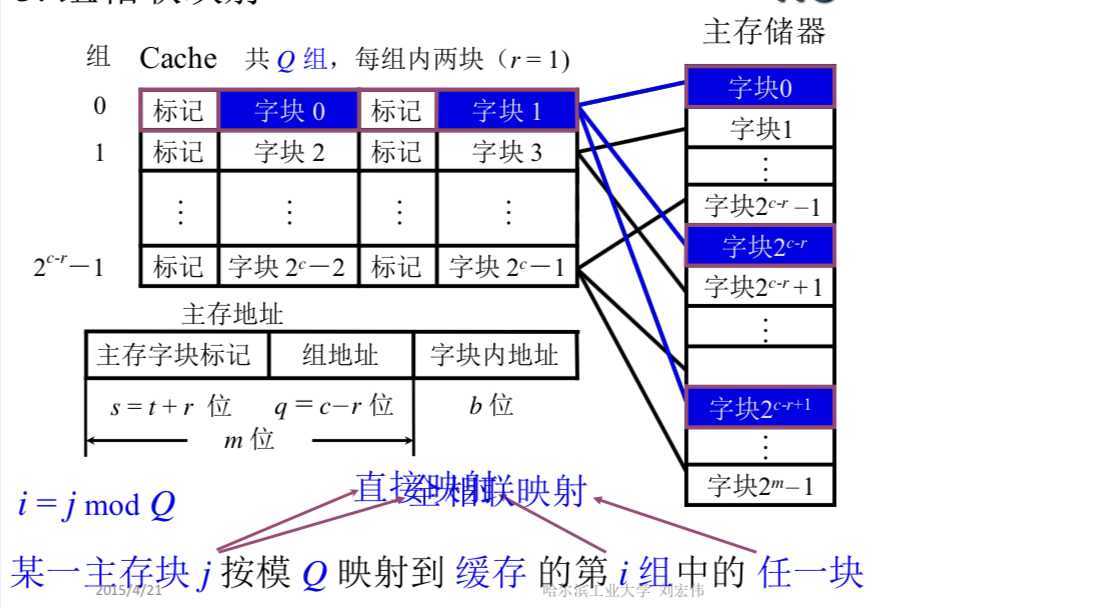 主存储器
组 Cache 共 Q 组，每组内两块（r = 1）
0 标记 字块 0 标记 字块 1
1 标记 字块 2 标记 字块 3
⋮ ⋮ ⋮ ⋮
2^{c-r}－1 标记 字块 2^c－2 标记 字块 2^c－1
字块0
字块1
⋮
字块2^{c-r} –1
字块2^{c-r}
字块2^{c-r} + 1
⋮
字块2^{c-r+1}
⋮
字块2^m– 1
主存地址
主存字块标记 组地址 字块内地址
s = t + r 位 q = c–r 位 b 位
m 位
i = j mod Q
直接映射
全相联映射
某一主存块 j 按模 Q 映射到 缓存 的第 i 组中的 任一块
2015/4/21
哈尔滨工业大学 刘宏伟